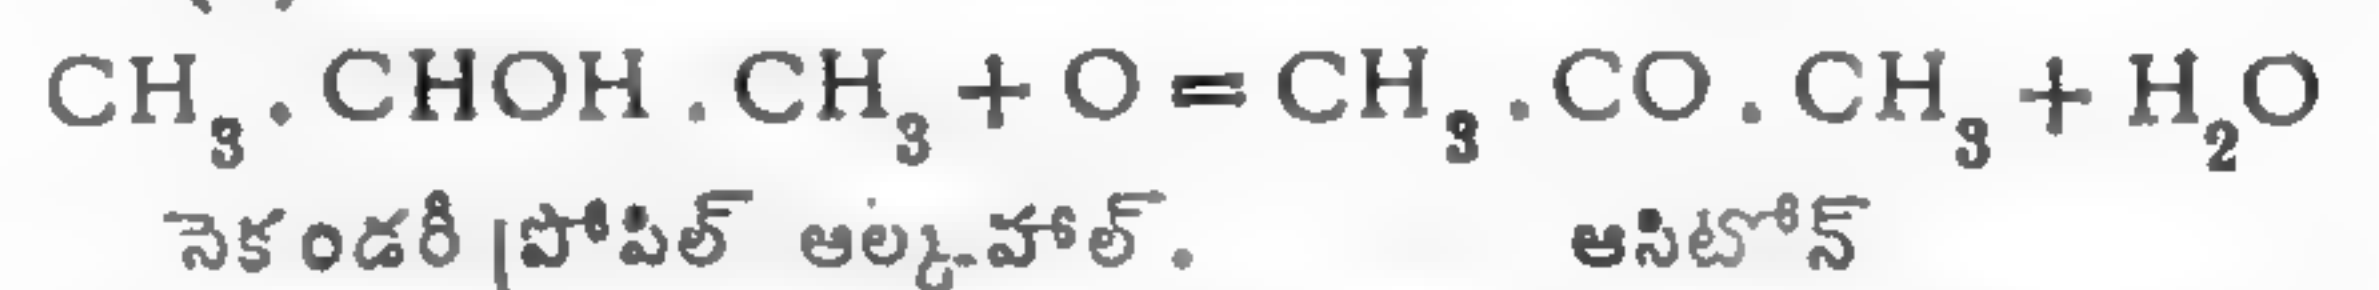 CH₃.CHOH.CH₃+O=CH₃.CO.CH₃+H₂O
సెకండరీ ప్రోపిల్ ఆల్కహాల్. ఆసిటోన్